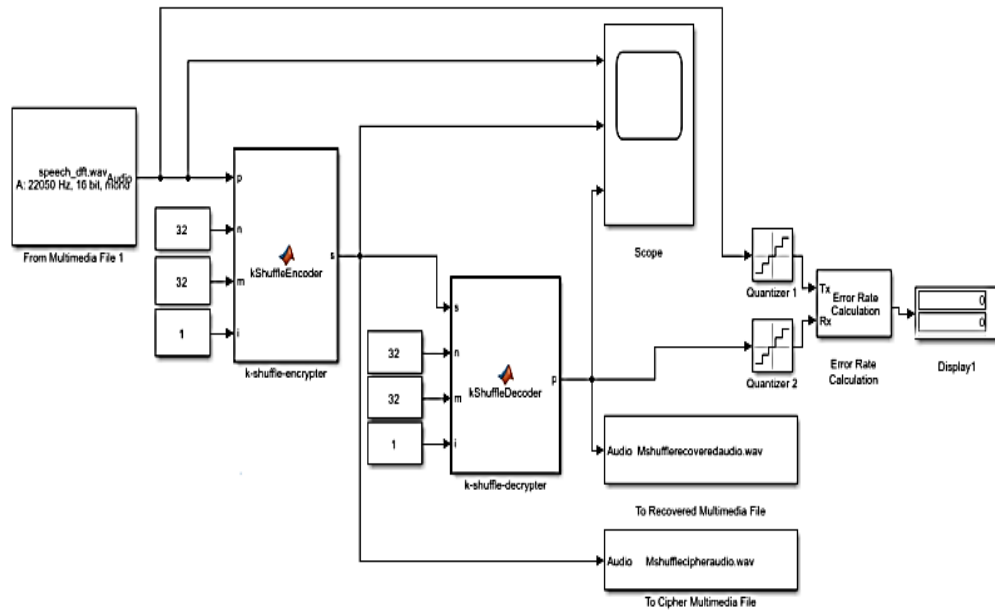 speech_dft.wav
Audio
A: 22050 Hz, 16 bit, mono
From Multimedia File 1
32
32
1
p
n
m
i
kShuffleEncoder
s
k-shuffle-encrypter
32
32
1
s
n
m
i
kShuffleDecoder
p
k-shuffle-decrypter
Scope
Quantizer 1
Quantizer 2
Tx
Rx
Error Rate
Calculation
Error Rate
Calculation
0
0
Display1
Audio Mshufflerecoveredaudio.wav
To Recovered Multimedia File
Audio Mshufflecipheraudio.wav
To Cipher Multimedia File